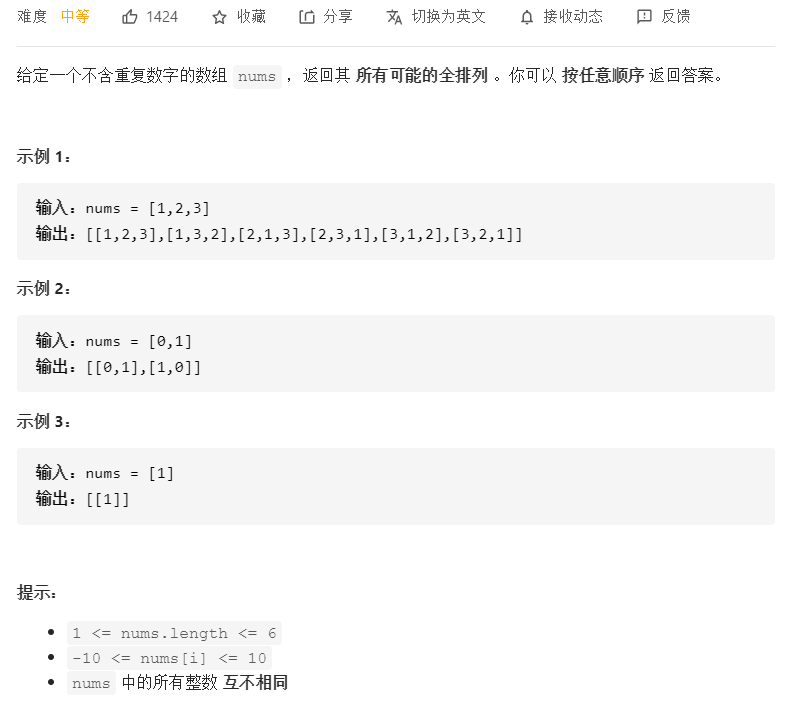 难度 中等 1424 收藏 分享 切换为英文 接收动态 反馈
给定一个不含重复数字的数组 nums ，返回其 所有可能的全排列 。你可以 按任意顺序 返回答案。
示例 1：
输入：nums = [1,2,3]
输出：[[1,2,3],[1,3,2],[2,1,3],[2,3,1],[3,1,2],[3,2,1]]
示例 2：
输入：nums = [0,1]
输出：[[0,1],[1,0]]
示例 3：
输入：nums = [1]
输出：[[1]]
提示：
1 <= nums.length <= 6
-10 <= nums[i] <= 10
nums 中的所有整数 互不相同